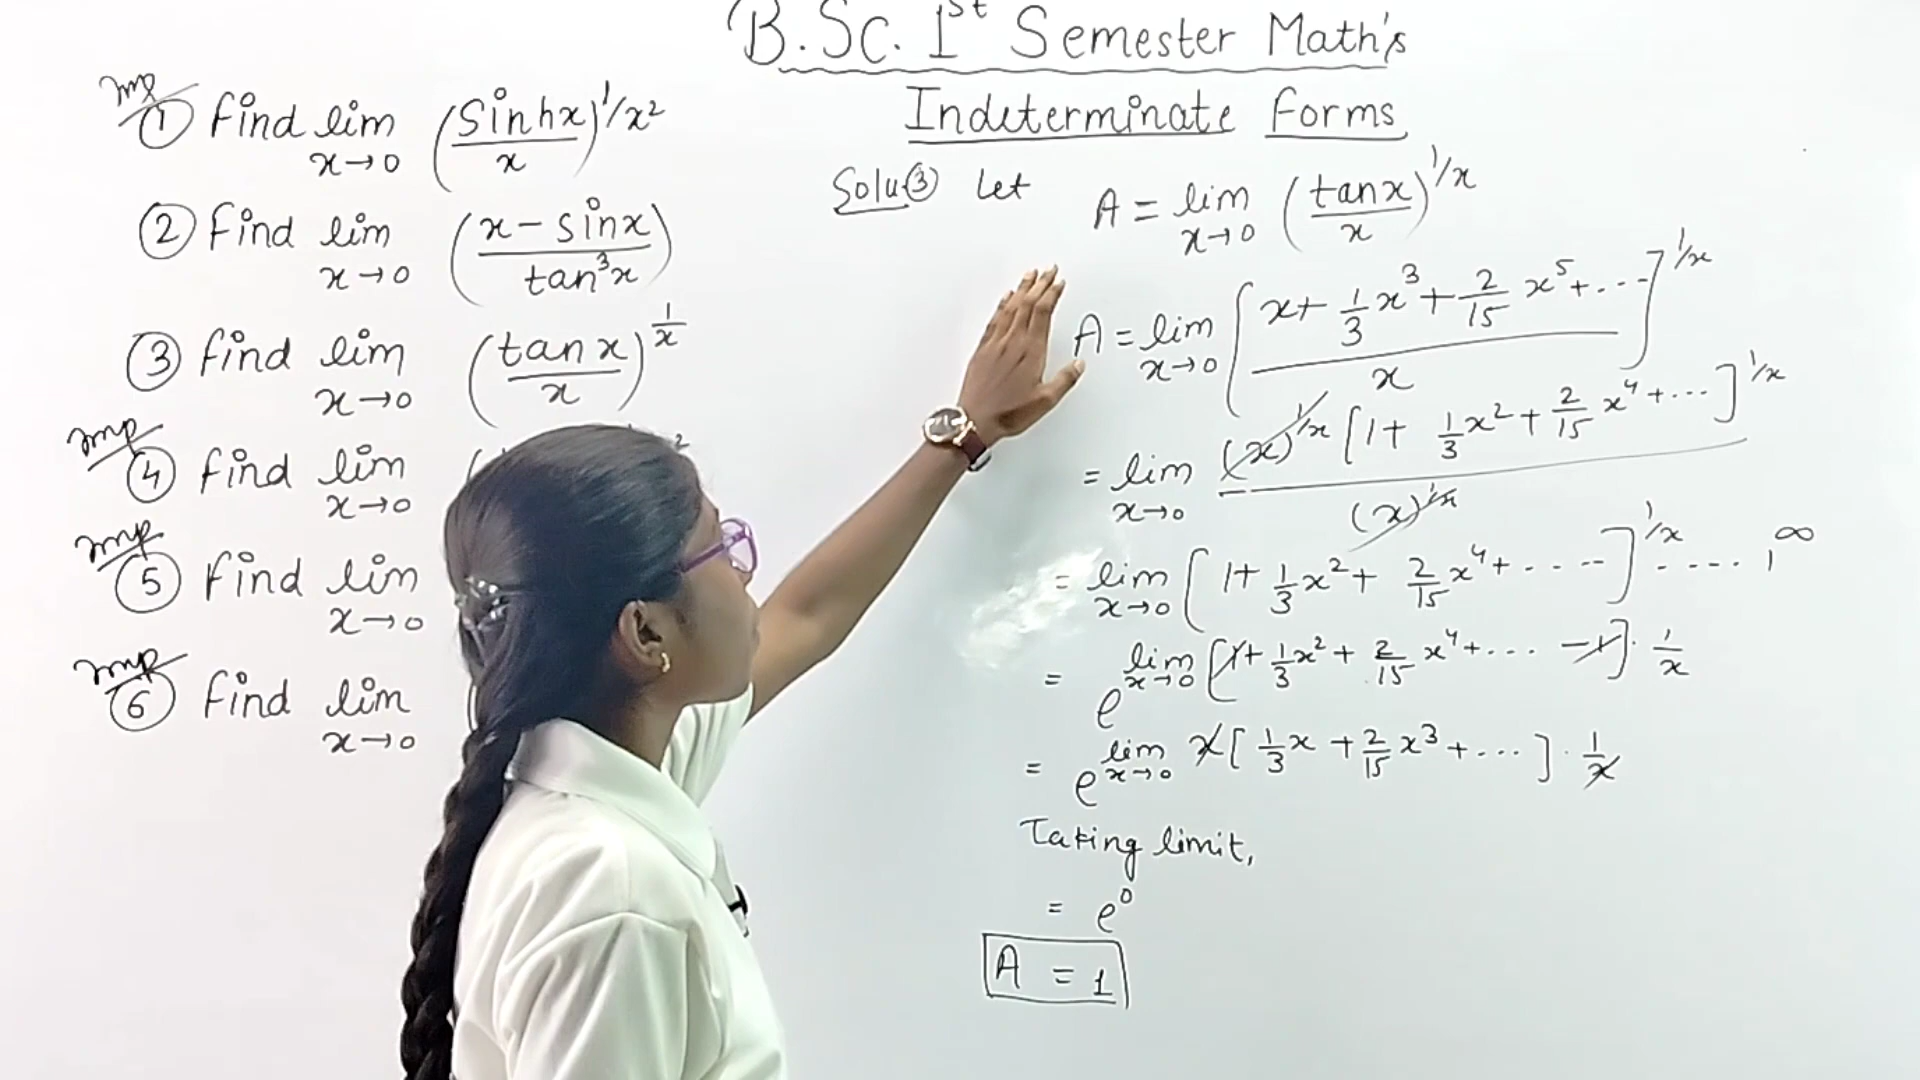 B.Sc. 1st Semester Math's
Indeterminate Forms
Imp
① Find lim x→0 (sinhx/x)^1/x²
② Find lim x→0 (x-sinx/tan³x)
③ Find lim x→0 (tanx/x)^1/x
Imp
④ Find lim x→0
Imp
⑤ Find lim x→0
Imp
⑥ Find lim x→0
Solu③ Let A = lim x→0 (tanx/x)^1/x
A = lim x→0 [x + 1/3 x³ + 2/15 x⁵ + .../x]^1/x
= lim x→0 (x)^1/x [1 + 1/3 x² + 2/15 x⁴ + ...]^1/x / (x)^1/x
= lim x→0 [1 + 1/3 x² + 2/15 x⁴ + .....]^1/x ..... 1^∞
= e^lim x→0 [1 + 1/3 x² + 2/15 x⁴ + ... -1] · 1/x
= e^lim x→0 x[1/3 x + 2/15 x³ + ...] · 1/x
Taking limit,
= e⁰
A = 1